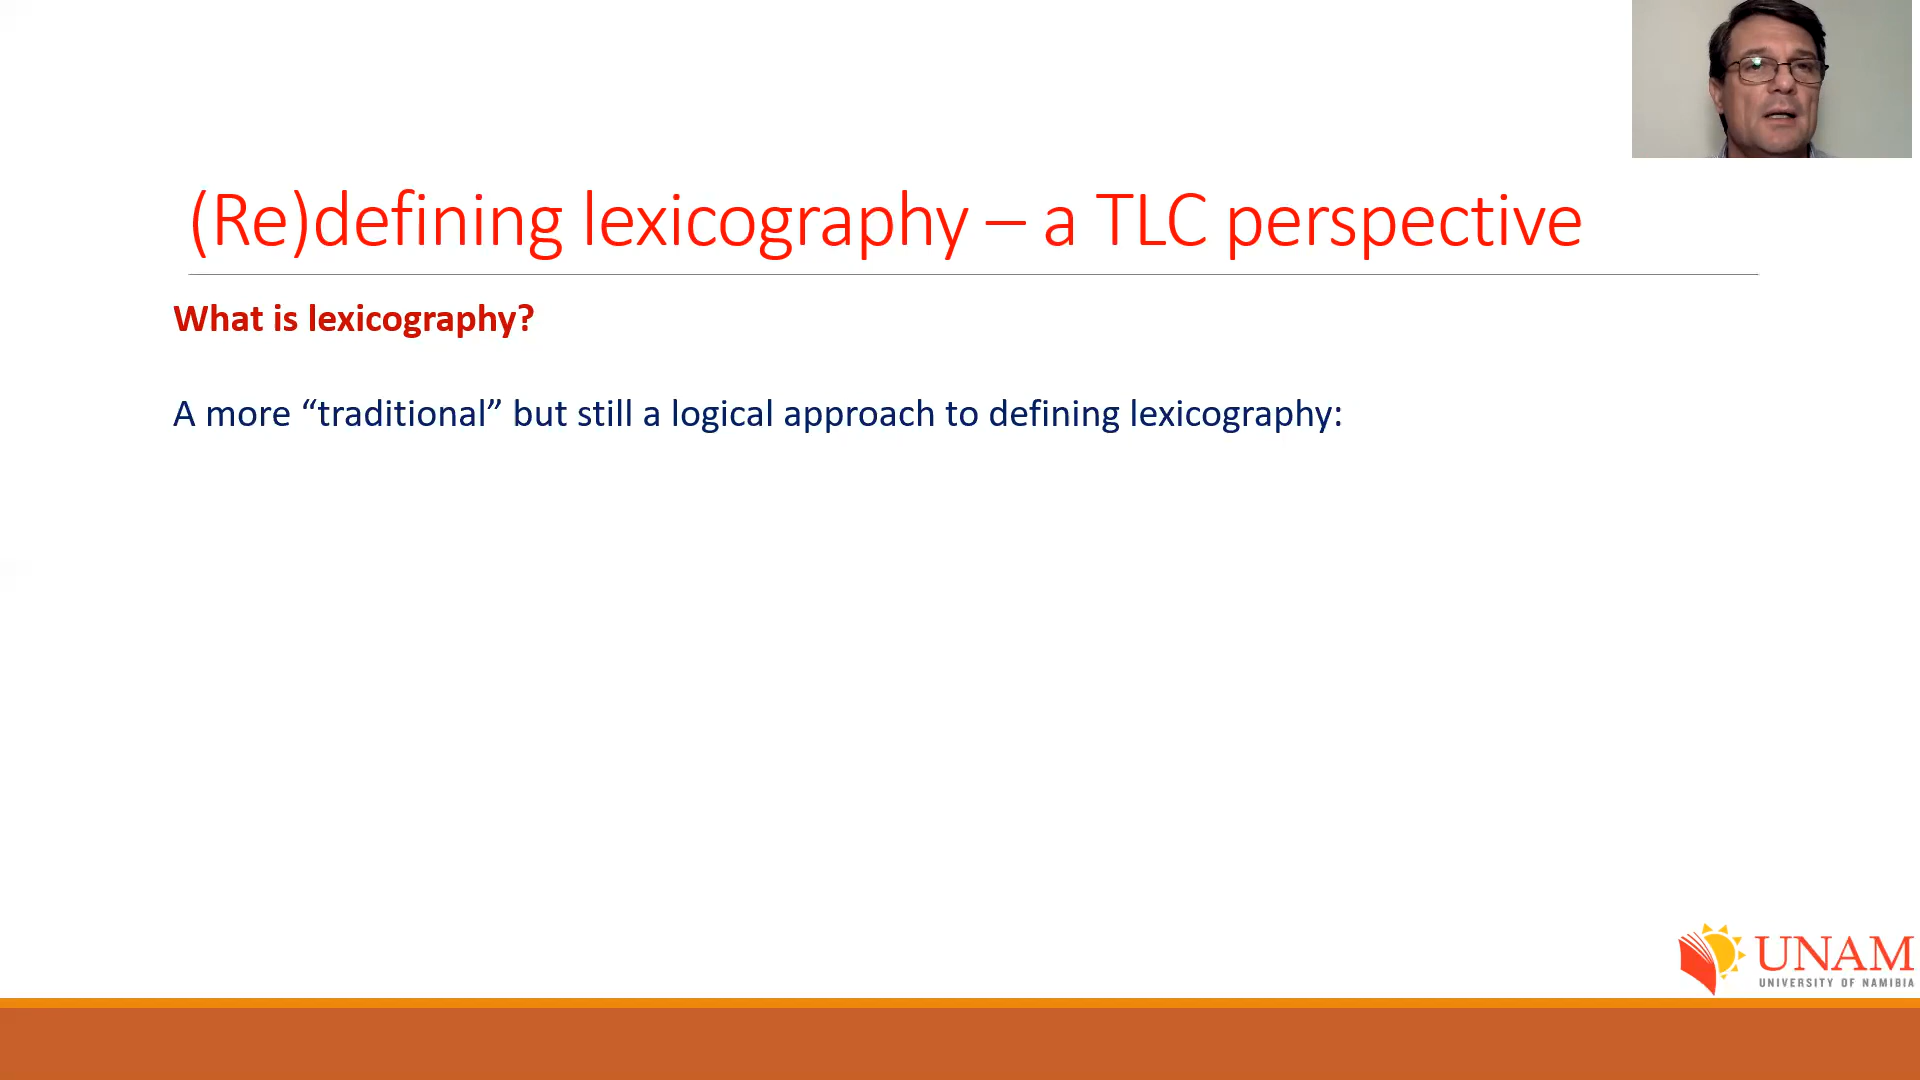 (Re)defining lexicography – a TLC perspective
What is lexicography?
A more “traditional” but still a logical approach to defining lexicography:
UNAM
UNIVERSITY OF NAMIBIA